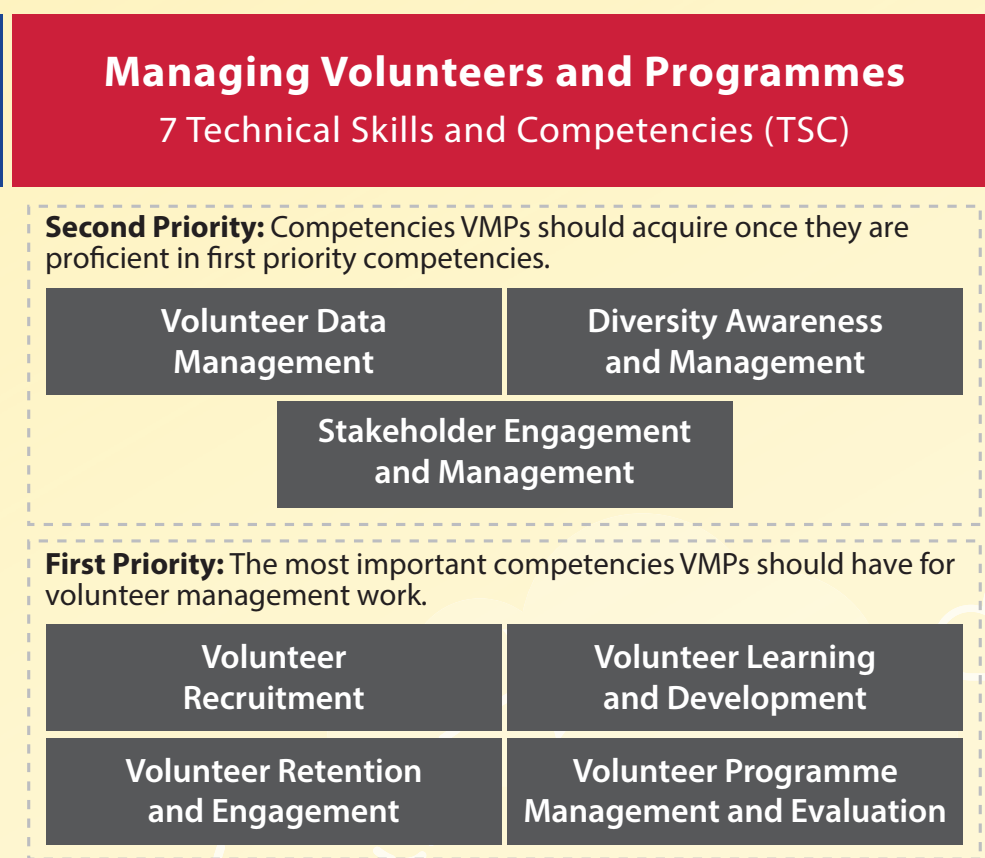 Managing Volunteers and Programmes
7 Technical Skills and Competencies (TSC)
Second Priority: Competencies VMPs should acquire once they are
proficient in first priority competencies.
Volunteer Data
Management
Diversity Awareness
and Management
Stakeholder Engagement
and Management
First Priority: The most important competencies VMPs should have for
volunteer management work.
Volunteer
Recruitment
Volunteer Learning
and Development
Volunteer Retention
and Engagement
Volunteer Programme
Management and Evaluation